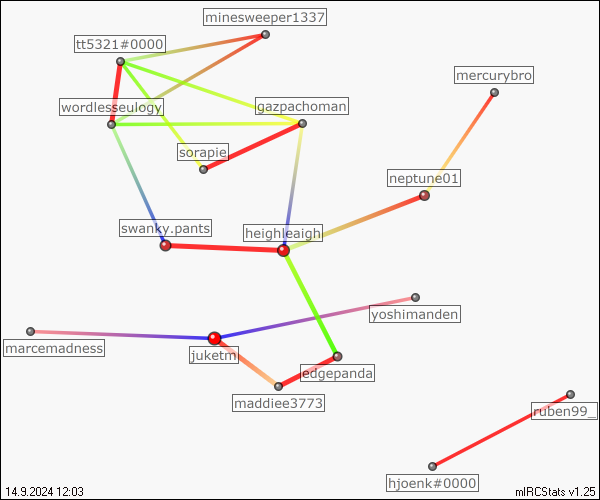 minesweeper1337
tt5321#0000
mercurybro
wordlesseulogy
gazpachoman
sorapie
neptune01
swanky.pants
heighleaigh
yoshimanden
marcemadness
juketm
edgepanda
maddiee3773
ruben99_
hjoenk#0000
14.9.2024 12:03
mIRCStats v1.25